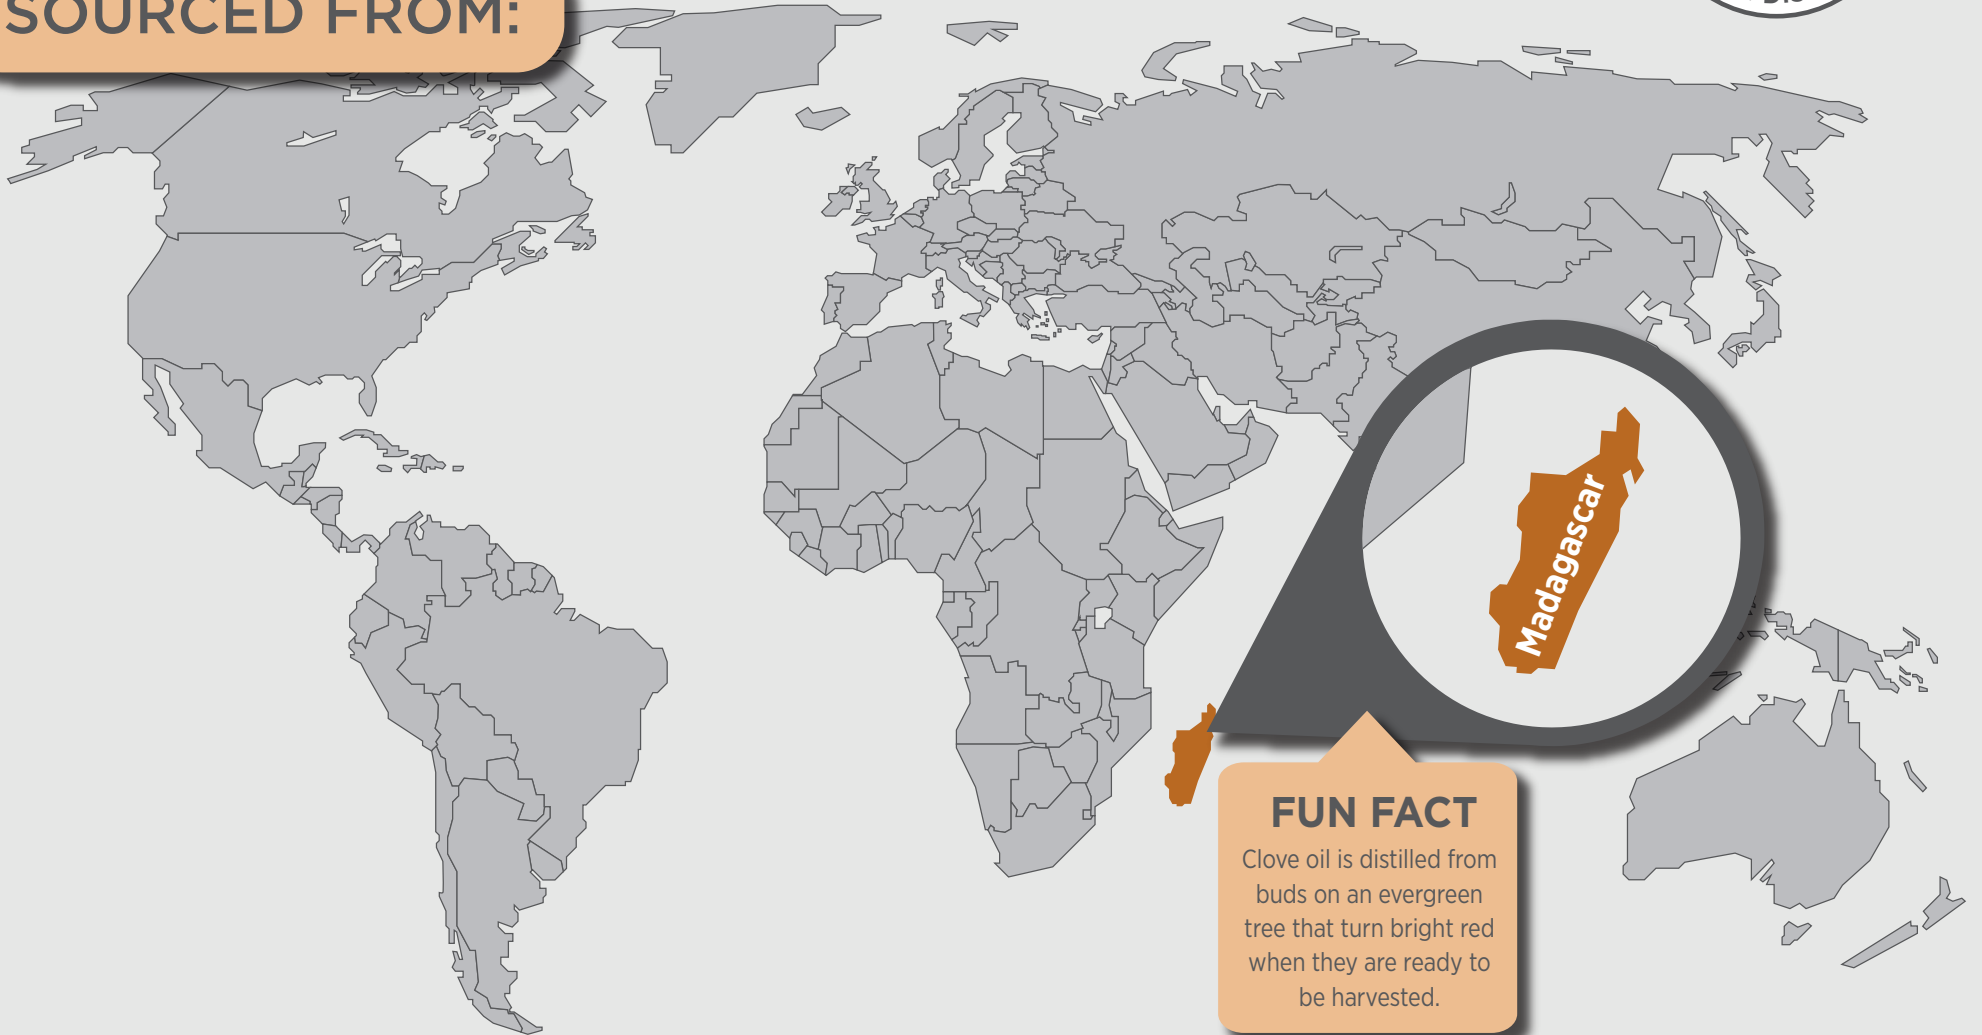 SOURCED FROM:
Madagascar
FUN FACT
Clove oil is distilled from
buds on an evergreen
tree that turn bright red
when they are ready to
be harvested.